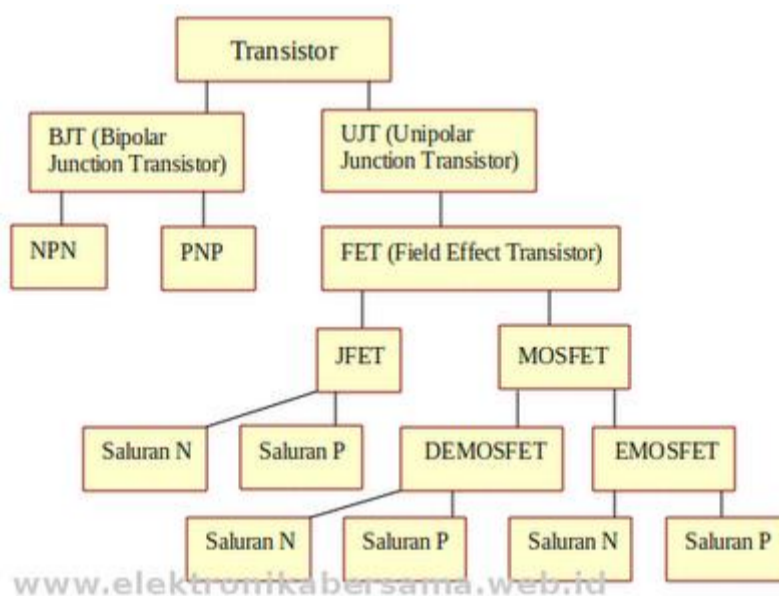 Transistor
BJT (Bipolar
Junction Transistor)
UJT (Unipolar
Junction Transistor)
NPN
PNP
FET (Field Effect Transistor)
JFET
MOSFET
Saluran N
Saluran P
DEMOSFET
EMOSFET
Saluran N
Saluran P
Saluran N
Saluran P
www.elektronikabersama.web.id